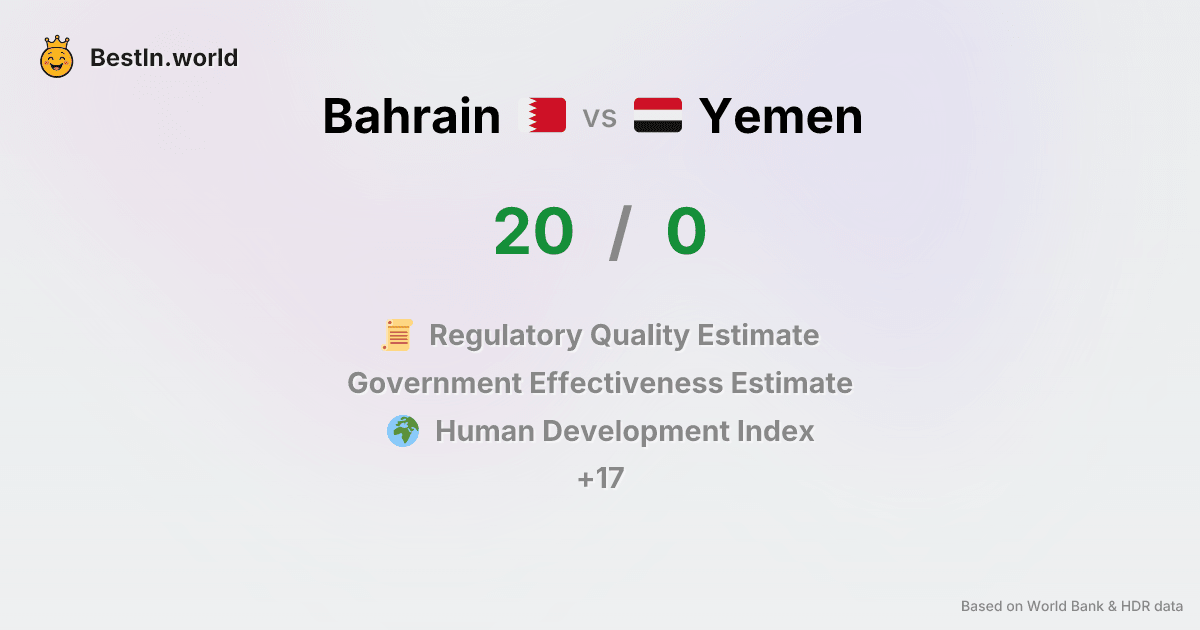 BestIn.world
Bahrain vs Yemen
20 / 0
Regulatory Quality Estimate
Government Effectiveness Estimate
Human Development Index
+17
Based on World Bank & HDR data